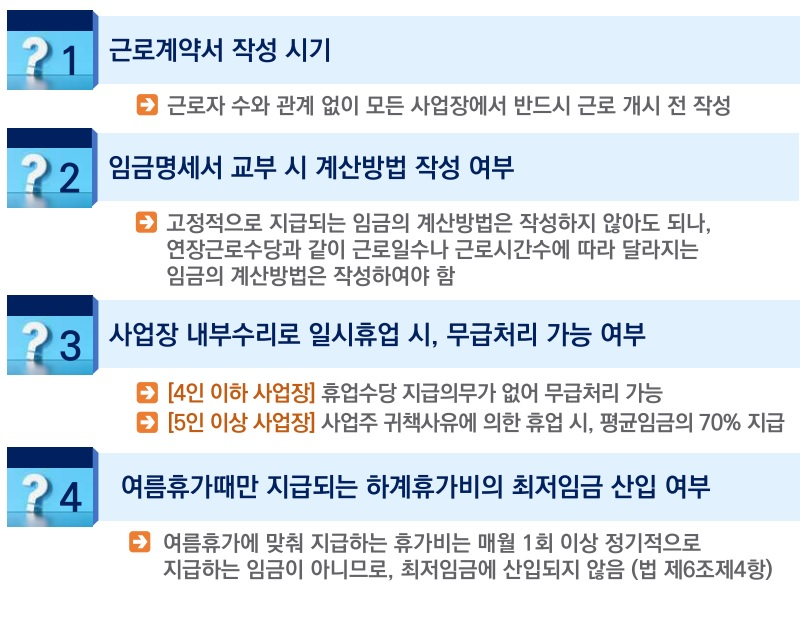 ? 1 근로계약서 작성 시기
근로자 수와 관계 없이 모든 사업장에서 반드시 근로 개시 전 작성
? 2 임금명세서 교부 시 계산방법 작성 여부
고정적으로 지급되는 임금의 계산방법은 작성하지 않아도 되나,
연장근로수당과 같이 근로일수나 근로시간수에 따라 달라지는
임금의 계산방법은 작성하여야 함
? 3 사업장 내부수리로 일시휴업 시, 무급처리 가능 여부
[4인 이하 사업장] 휴업수당 지급의무가 없어 무급처리 가능
[5인 이상 사업장] 사업주 귀책사유에 의한 휴업 시, 평균임금의 70% 지급
? 4 여름휴가때만 지급되는 하계휴가비의 최저임금 산입 여부
여름휴가에 맞춰 지급하는 휴가비는 매월 1회 이상 정기적으로
지급하는 임금이 아니므로, 최저임금에 산입되지 않음 (법 제6조제4항)